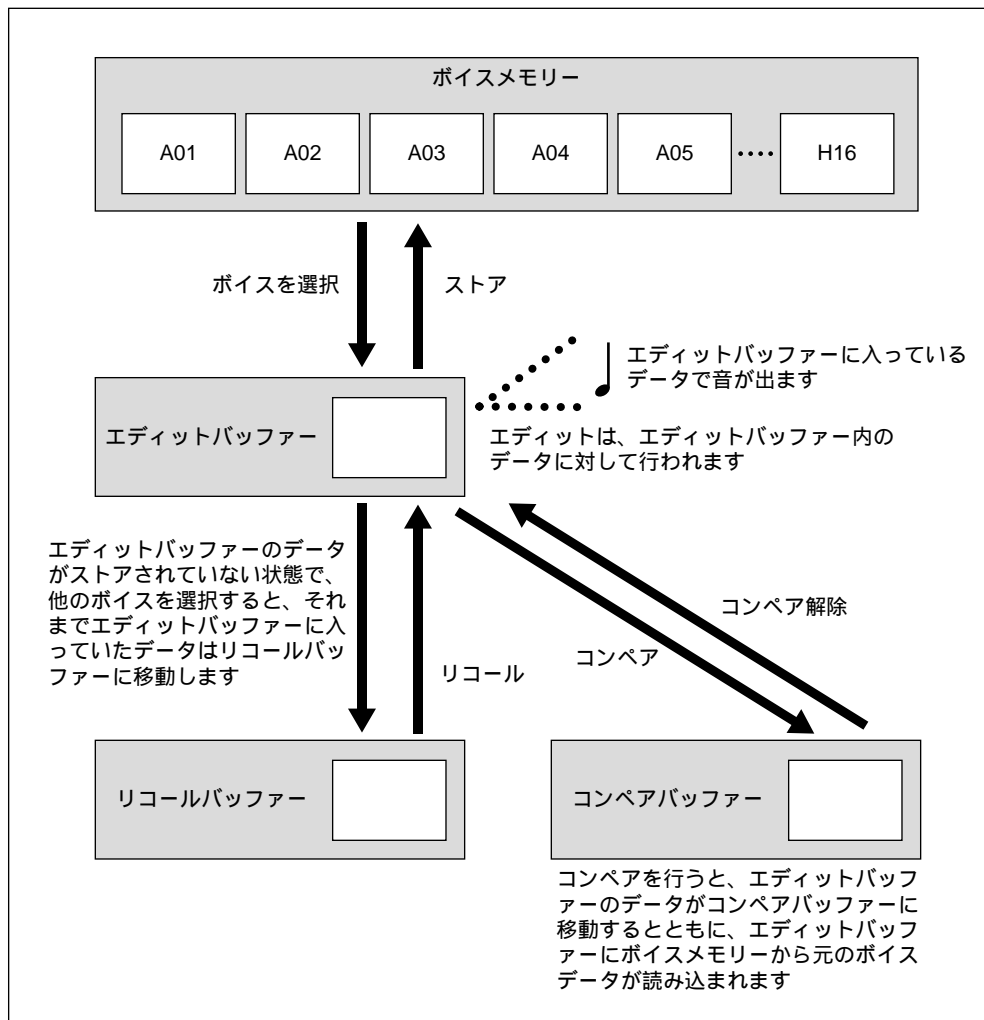 ボイスメモリー
A01 A02 A03 A04 A05 ···· H16
ボイスを選択
ストア
エディットバッファーに入っている
データで音が出ます
エディットバッファー
エディットは、エディットバッファー内の
データに対して行われます
エディットバッファーのデータ
がストアされていない状態で、
他のボイスを選択すると、それ
までエディットバッファーに入
っていたデータはリコールバッ
ファーに移動します
リコール
コンペア解除
コンペア
リコールバッファー
コンペアバッファー
コンペアを行うと、エディットバッフ
ァーのデータがコンペアバッファーに
移動するとともに、エディットバッフ
ァーにボイスメモリーから元のボイス
データが読み込まれます